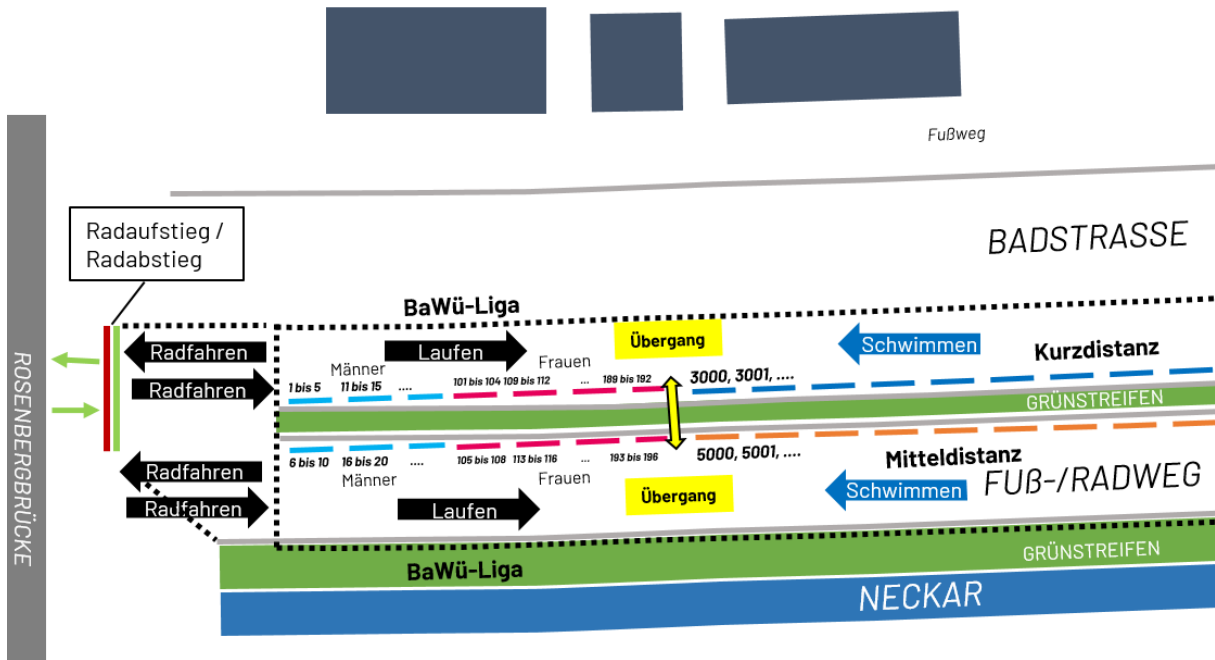 Fußweg
Radaufstieg /
Radabstieg
BADSTRASSE
BaWü-Liga
Übergang
Radfahren
Laufen
Schwimmen
Kurzdistanz
Männer
Frauen
Radfahren
1 bis 5
11 bis 15
....
101 bis 104
109 bis 112
...
189 bis 192
3000, 3001, ....
GRÜNSTREIFEN
ROSENBERGBRÜCKE
6 bis 10
16 bis 20
....
105 bis 108
113 bis 116
...
193 bis 196
5000, 5001, ....
Mitteldistanz
Radfahren
Männer
Frauen
Übergang
Schwimmen
FUß-/RADWEG
Radfahren
Laufen
GRÜNSTREIFEN
BaWü-Liga
NECKAR